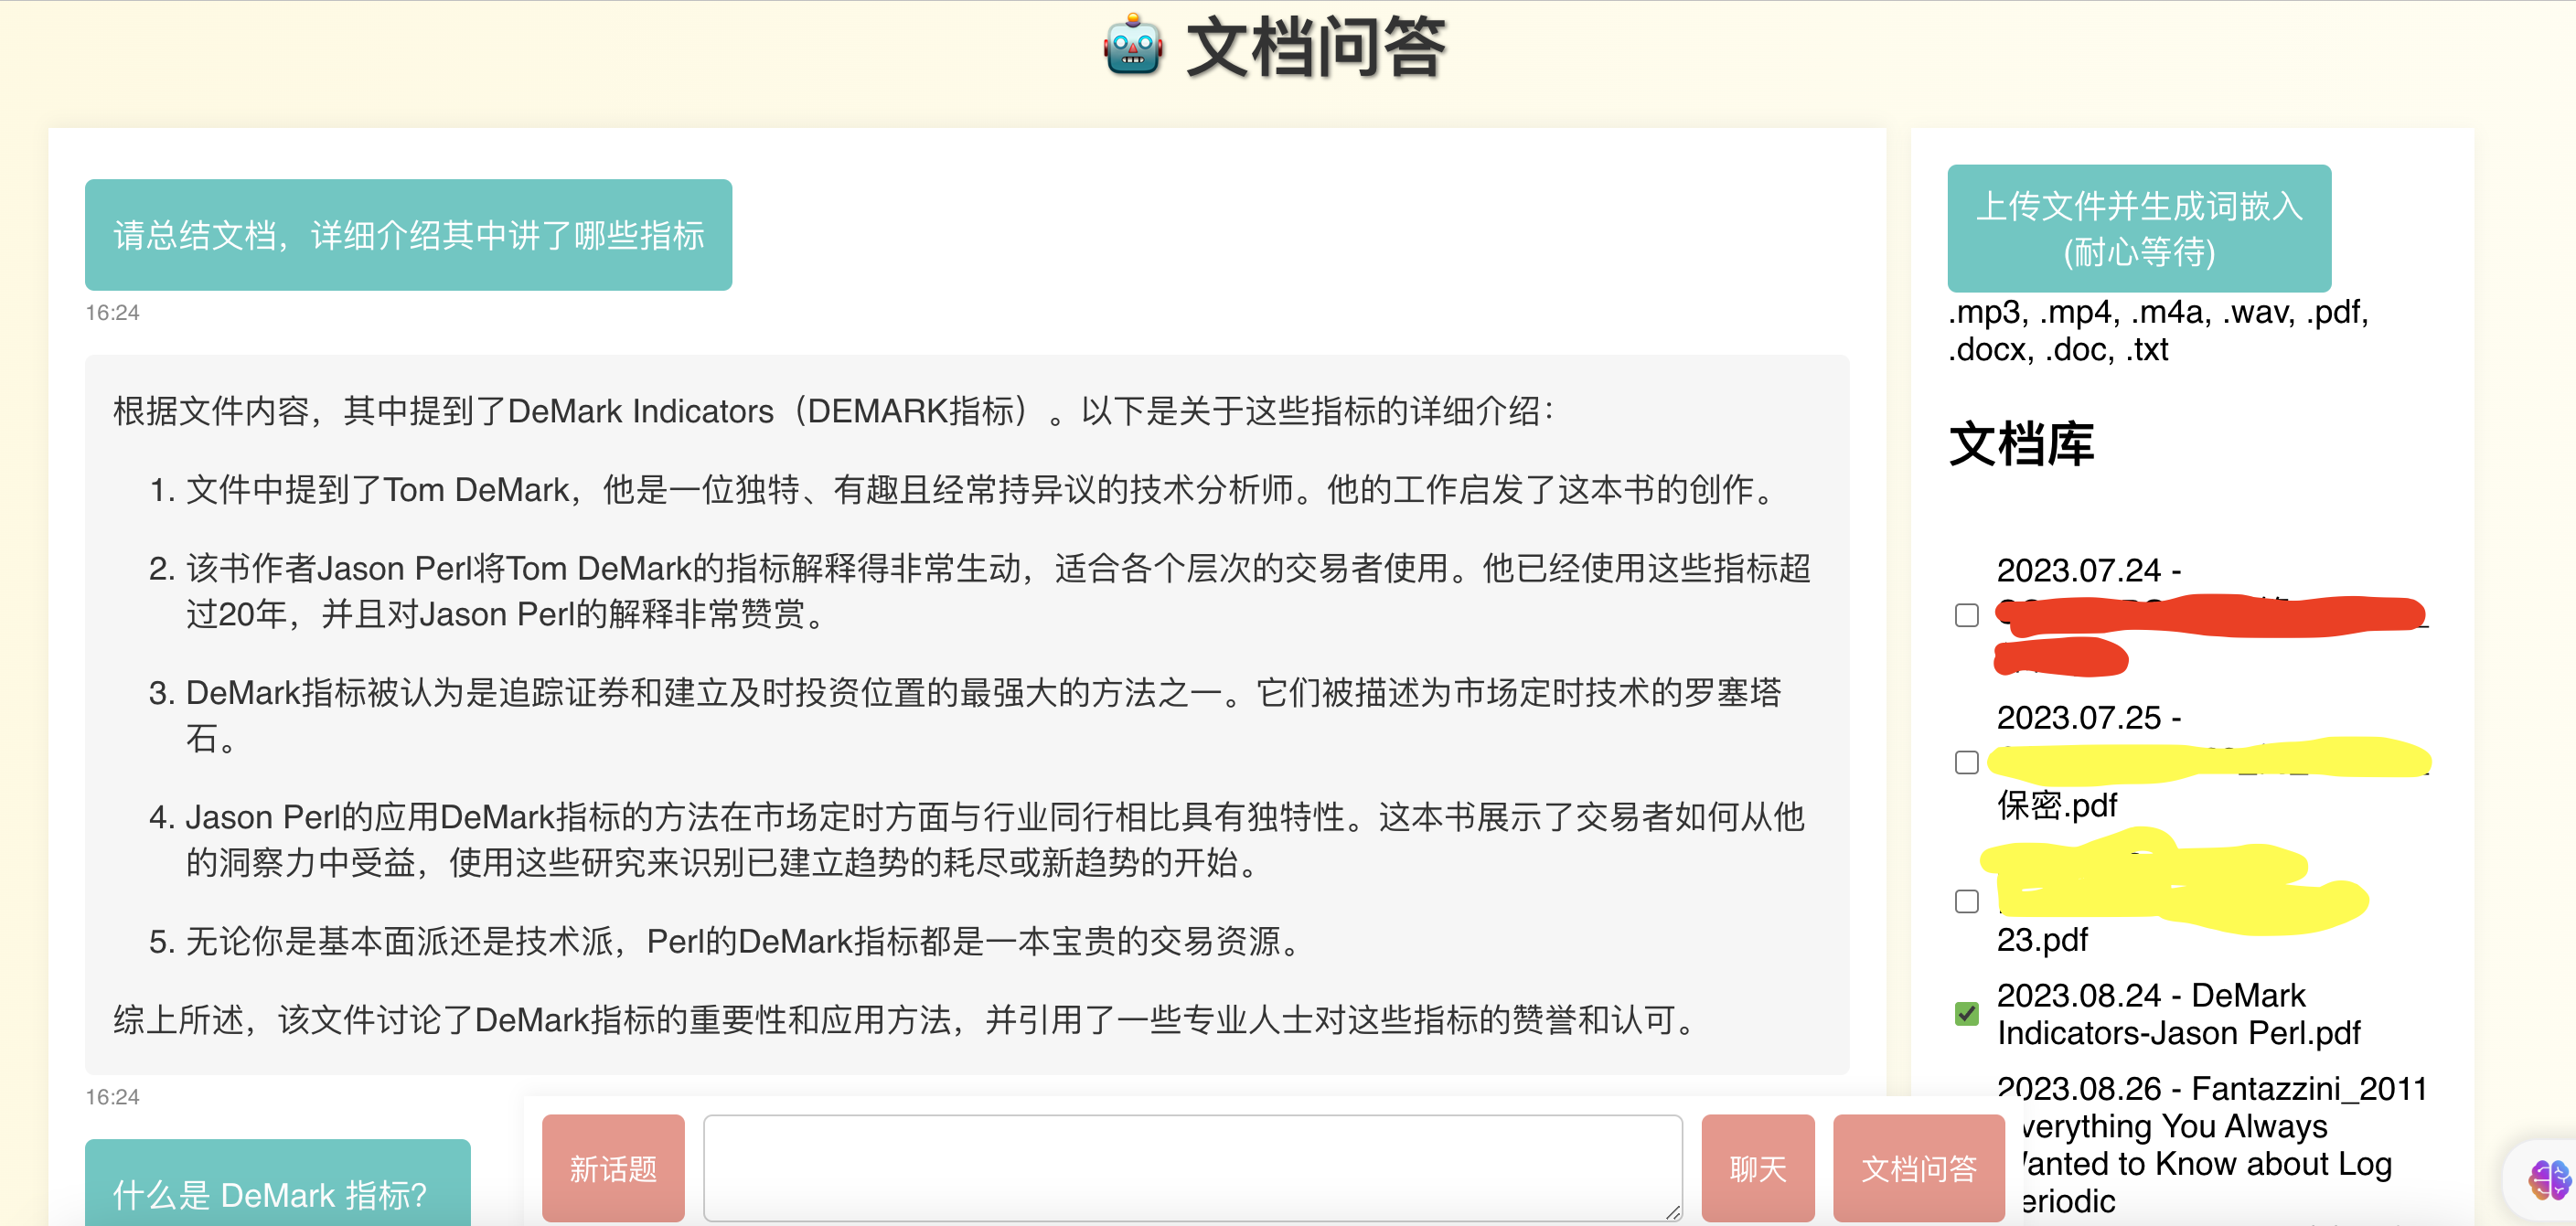 🤖 文档问答
请总结文档，详细介绍其中讲了哪些指标
16:24
根据文件内容，其中提到了DeMark Indicators（DEMARK指标）。以下是关于这些指标的详细介绍：
1. 文件中提到了Tom DeMark，他是一位独特、有趣且经常持异议的技术分析师。他的工作启发了这本书的创作。
2. 该书作者Jason Perl将Tom DeMark的指标解释得非常生动，适合各个层次的交易者使用。他已经使用这些指标超
过20年，并且对Jason Perl的解释非常赞赏。
3. DeMark指标被认为是追踪证券和建立及时投资位置的最强大的方法之一。它们被描述为市场定时技术的罗塞塔
石。
4. Jason Perl的应用DeMark指标的方法在市场定时方面与行业同行相比具有独特性。这本书展示了交易者如何从他
的洞察力中受益，使用这些研究来识别已建立趋势的耗尽或新趋势的开始。
5. 无论你是基本面派还是技术派，Perl的DeMark指标都是一本宝贵的交易资源。
综上所述，该文件讨论了DeMark指标的重要性和应用方法，并引用了一些专业人士对这些指标的赞誉和认可。
16:24
什么是 DeMark 指标?
新话题
聊天
文档问答
上传文件并生成词嵌入
(耐心等待)
.mp3, .mp4, .m4a, .wav, .pdf,
.docx, .doc, .txt
文档库
2023.07.24 -
2023.07.25 -
保密.pdf
23.pdf
2023.08.24 - DeMark
Indicators-Jason Perl.pdf
2023.08.26 - Fantazzini_2011
verything You Always
anted to Know about Log
eriodic